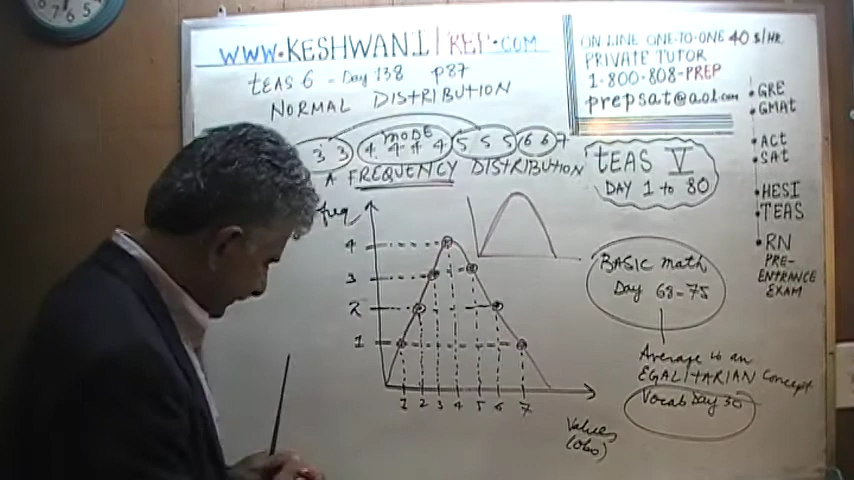 WWW.KESHWANI PREP.COM
TEAS 6 - Day 138 p87
NORMAL DISTRIBUTION
MODE
3 3 4 4 4 4 5 5 5 6 6 7
A FREQUENCY DISTRIBUTION
ON LINE ONE-TO-ONE 40 $/HR
PRIVATE TUTOR
1-800-808-PREP
prepsat@aol.com
TEAS V
DAY 1 to 80
• GRE
• GMAT
• ACT
• SAT
• HESI
• TEAS
• RN
PRE-
ENTRANCE
EXAM
freq
4
3
2
1
1 2 3 4 5 6 7
Values
(Obs)
BASIC math
Day 68-75
Average is an
EGALITARIAN concept
Vocab Day 30
7 6 5